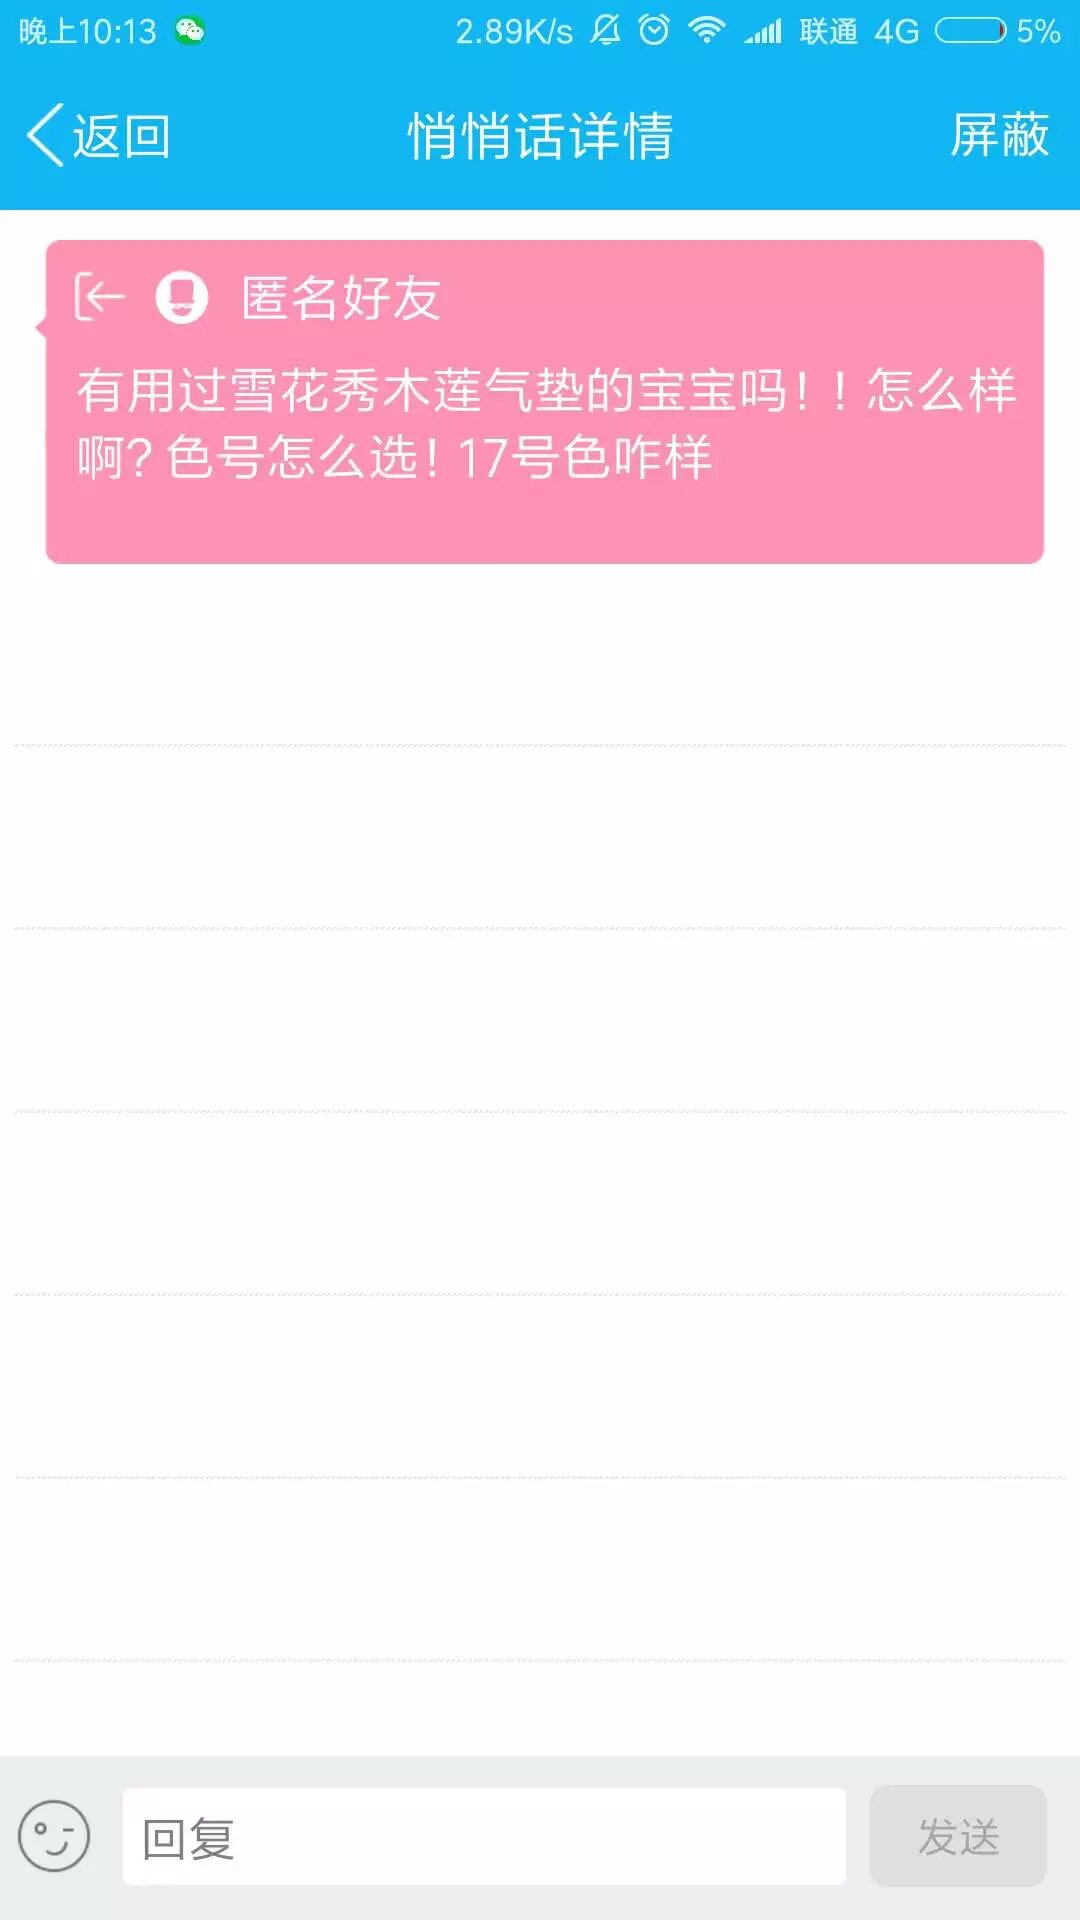 晚上10:13 2.89K/s 联通 4G 5%
返回 悄悄话详情 屏蔽
匿名好友
有用过雪花秀木莲气垫的宝宝吗！！怎么样
啊？色号怎么选！17号色咋样
回复 发送